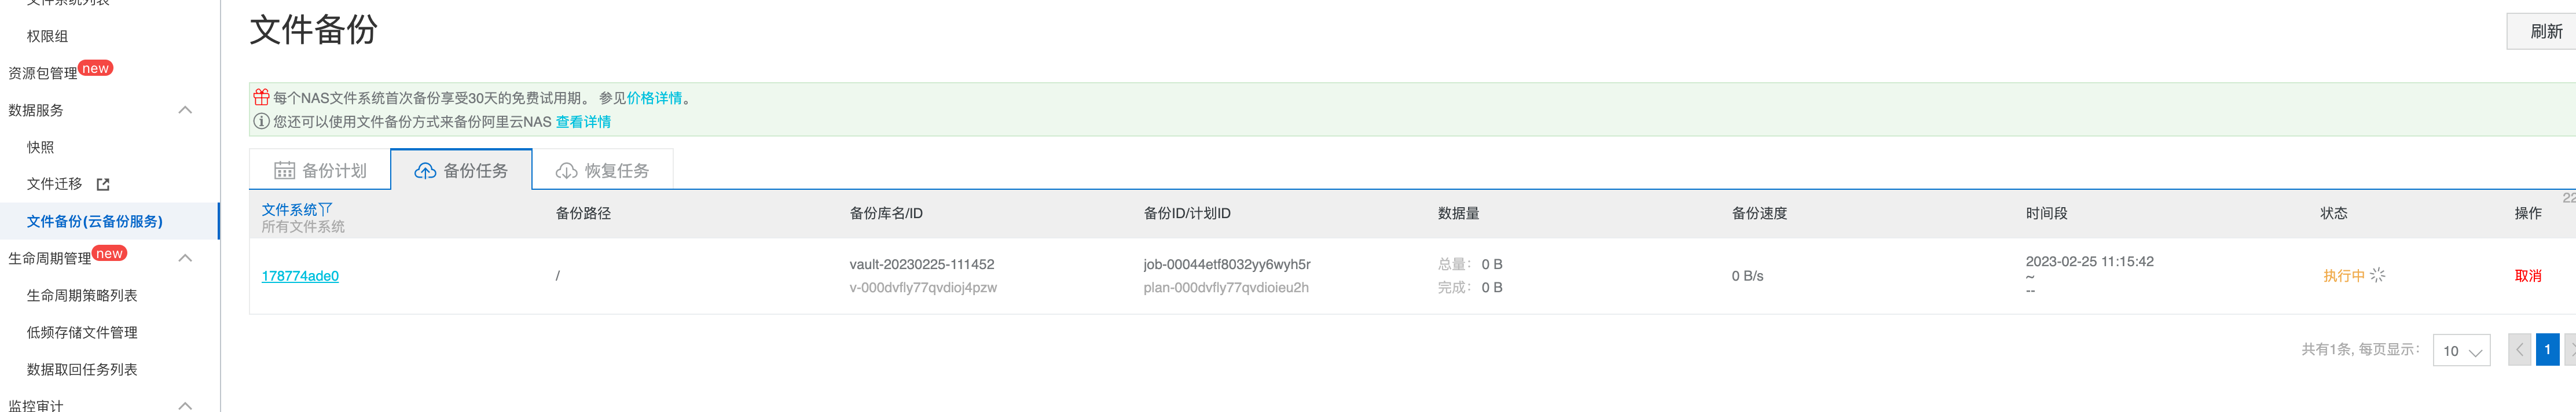 文件系统列表
权限组
资源包管理 new
数据服务
快照
文件迁移
文件备份(云备份服务)
生命周期管理 new
生命周期策略列表
低频存储文件管理
数据取回任务列表
监控审计
文件备份
刷新
每个NAS文件系统首次备份享受30天的免费试用期。 参见价格详情。
您还可以使用文件备份方式来备份阿里云NAS 查看详情
备份计划 备份任务 恢复任务
22
文件系统 备份路径 备份库名/ID 备份ID/计划ID 数据量 备份速度 时间段 状态 操作
所有文件系统
178774ade0 / vault-20230225-111452 job-00044etf8032yy6wyh5r 总量： 0 B 0 B/s 2023-02-25 11:15:42 执行中 取消
v-000dvfly77qvdioj4pzw plan-000dvfly77qvdioieu2h 完成： 0 B ~
--
共有1条, 每页显示： 10 1